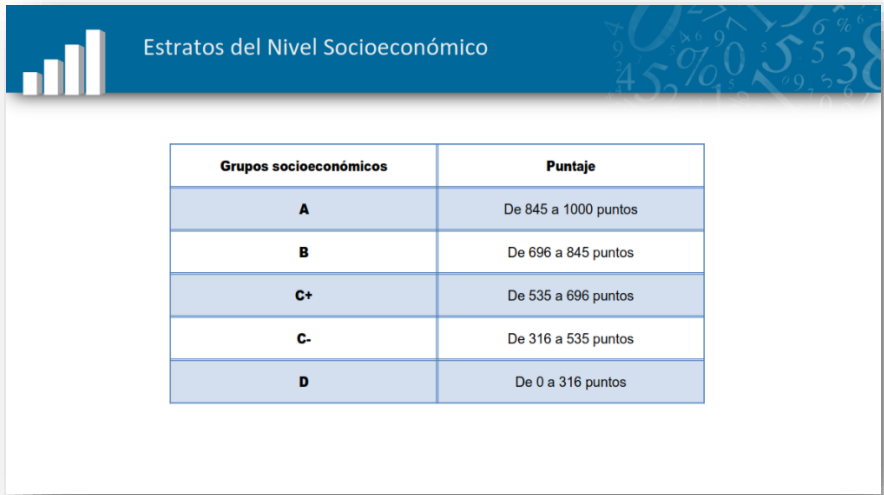 Estratos del Nivel Socioeconómico
Grupos socioeconómicos Puntaje
A De 845 a 1000 puntos
B De 696 a 845 puntos
C+ De 535 a 696 puntos
C- De 316 a 535 puntos
D De 0 a 316 puntos